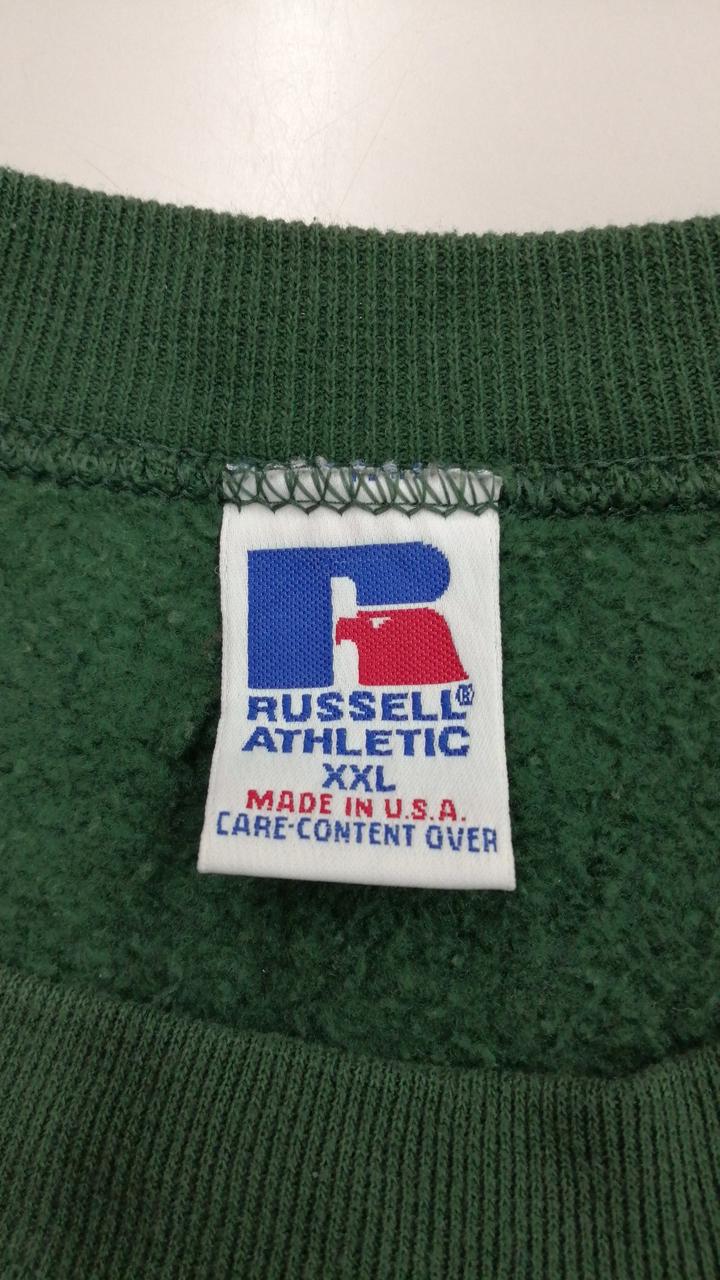 RUSSELL®
ATHLETIC
XXL
MADE IN U.S.A.
CARE-CONTENT OVER